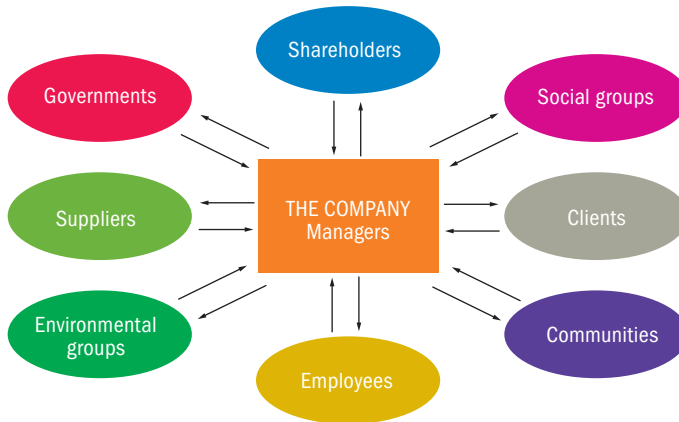 Shareholders
Governments
Social groups
THE COMPANY
Managers
Suppliers
Clients
Environmental
groups
Communities
Employees